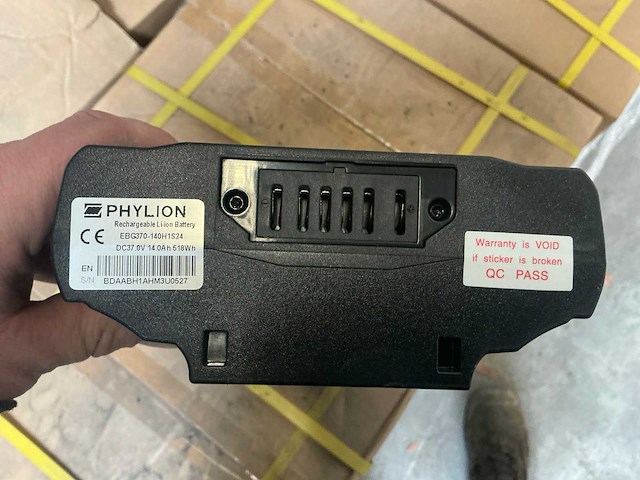 PHYLION
Rechargeable Li-ion Battery
EBG370-140H1S24
CE
DC37.0V 14.0Ah 518Wh
EN
S/N: BDAABH1AHM3U0527
Warranty is VOID
if sticker is broken
QC PASS